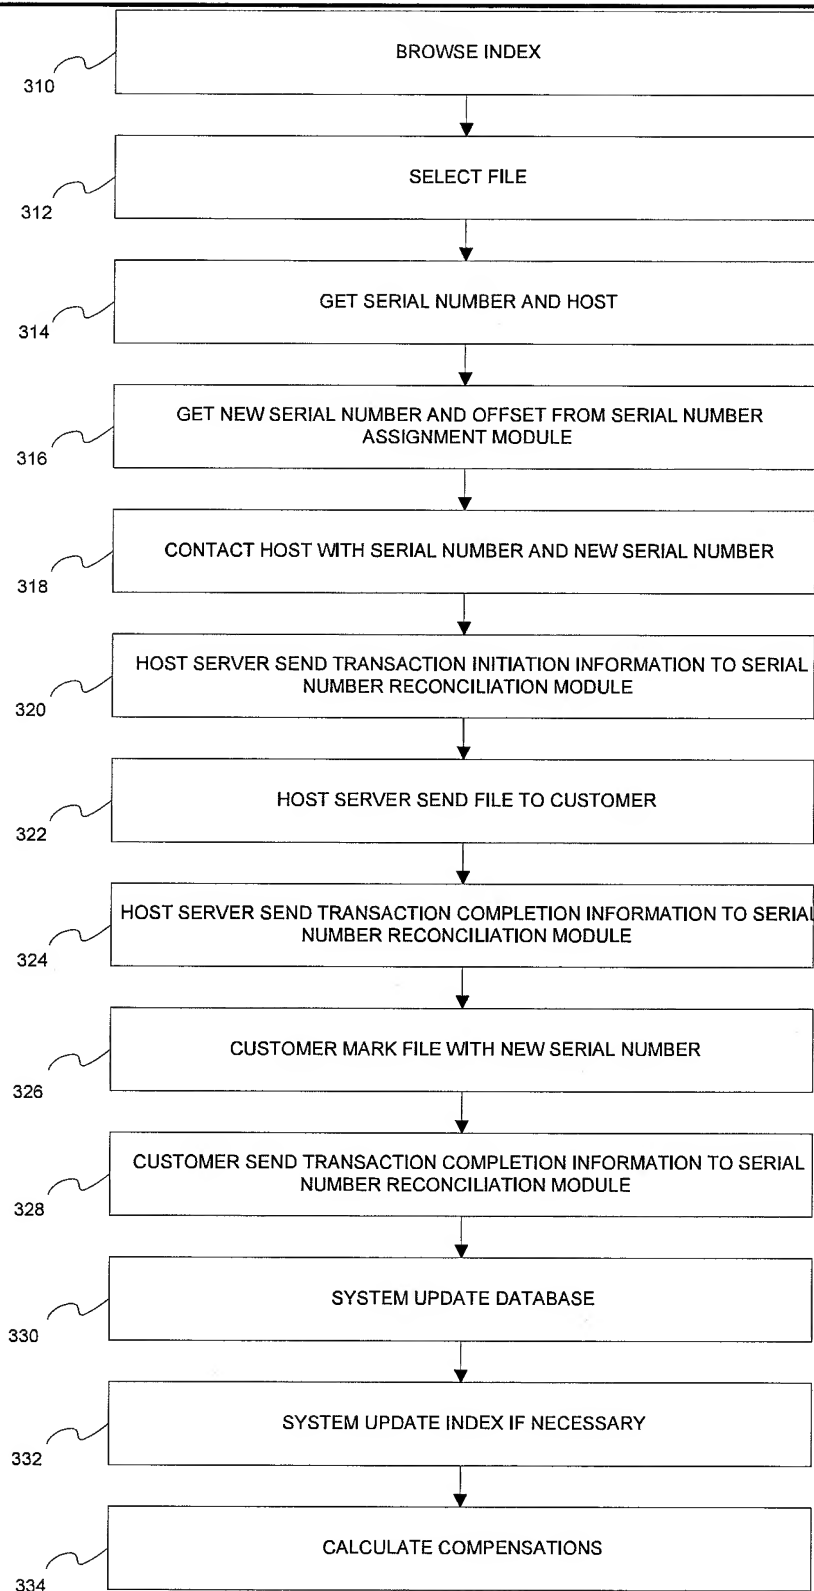 BROWSE INDEX
310
SELECT FILE
312
GET SERIAL NUMBER AND HOST
314
GET NEW SERIAL NUMBER AND OFFSET FROM SERIAL NUMBER
ASSIGNMENT MODULE
316
CONTACT HOST WITH SERIAL NUMBER AND NEW SERIAL NUMBER
318
HOST SERVER SEND TRANSACTION INITIATION INFORMATION TO SERIAL
NUMBER RECONCILIATION MODULE
320
HOST SERVER SEND FILE TO CUSTOMER
322
HOST SERVER SEND TRANSACTION COMPLETION INFORMATION TO SERIAL
NUMBER RECONCILIATION MODULE
324
CUSTOMER MARK FILE WITH NEW SERIAL NUMBER
326
CUSTOMER SEND TRANSACTION COMPLETION INFORMATION TO SERIAL
NUMBER RECONCILIATION MODULE
328
SYSTEM UPDATE DATABASE
330
SYSTEM UPDATE INDEX IF NECESSARY
332
CALCULATE COMPENSATIONS
334